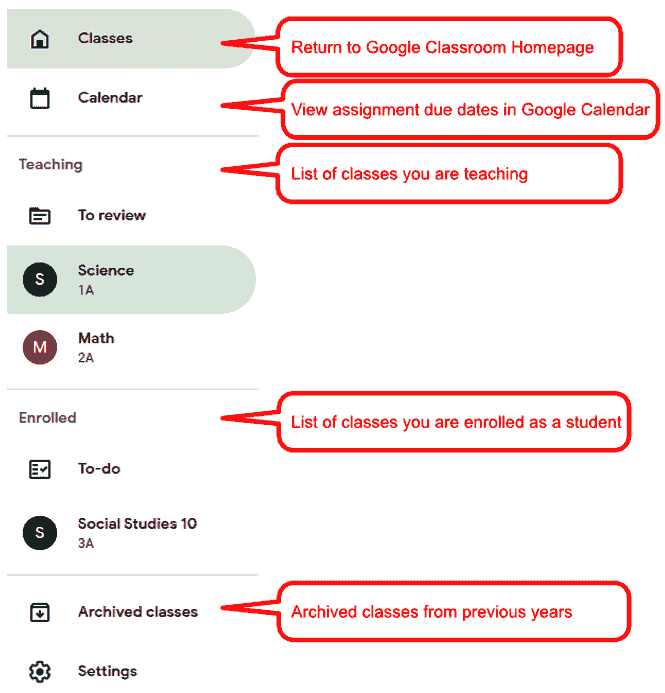 Classes
Return to Google Classroom Homepage
Calendar
View assignment due dates in Google Calendar
Teaching
List of classes you are teaching
To review
S
Science
1A
M
Math
2A
Enrolled
List of classes you are enrolled as a student
To-do
S
Social Studies 10
3A
Archived classes
Archived classes from previous years
Settings